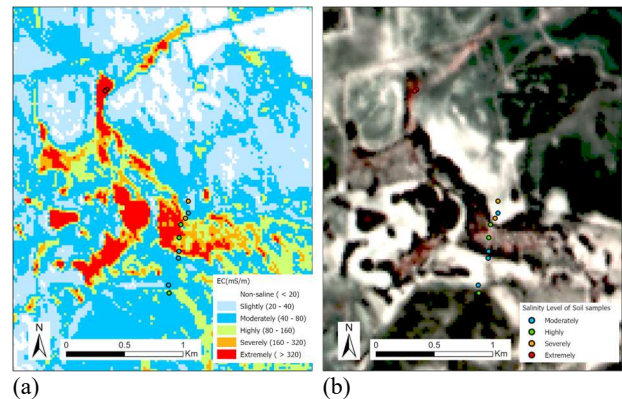 EC(mS/m)
Non-saline ( < 20)
Slightly (20 - 40)
Moderately (40 - 80)
Highly (80 - 160)
Severely (160 - 320)
Extremely ( > 320)
N
0 0.5 1
Km
(a)
Salinity Level of Soil samples
Moderately
Highly
Severely
Extremely
N
0 0.5 1
Km
(b)